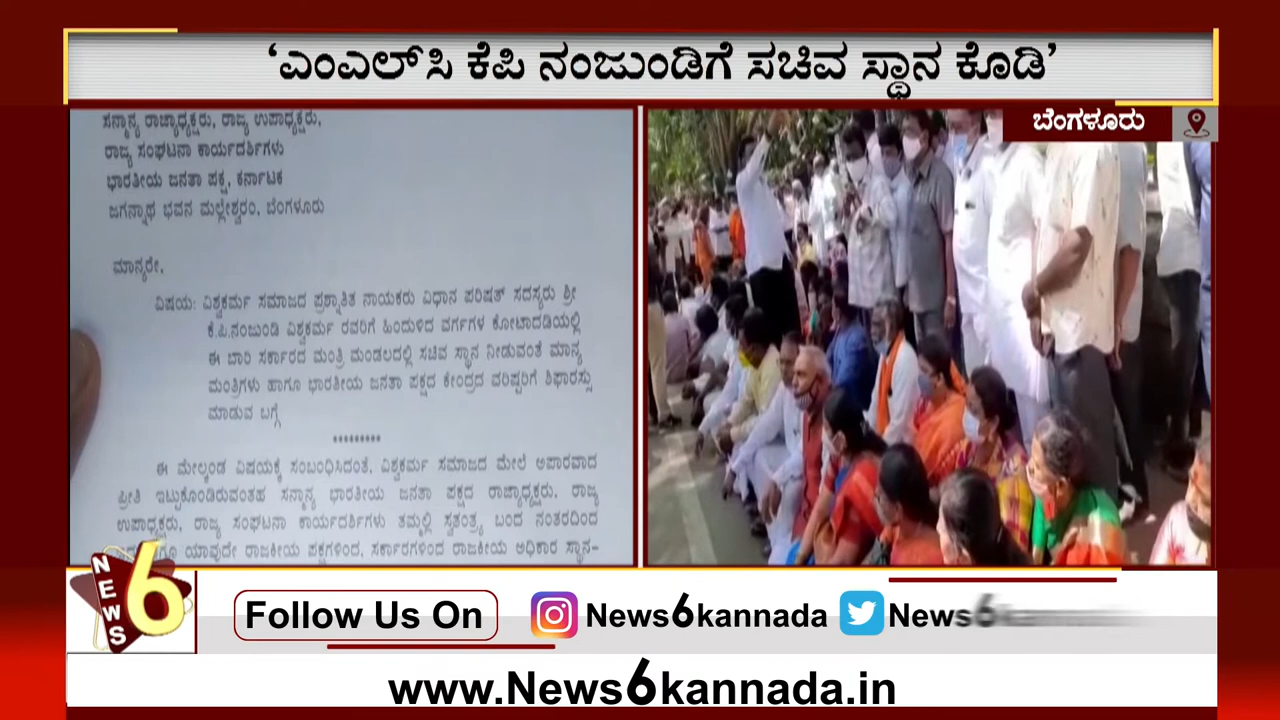 ‘ಎಂಎಲ್‌ಸಿ ಕೆಪಿ ನಂಜುಂಡಿಗೆ ಸಚಿವ ಸ್ಥಾನ ಕೊಡಿ’
ಬೆಂಗಳೂರು
ಸನ್ಮಾನ್ಯ ರಾಜ್ಯಾಧ್ಯಕ್ಷರು, ರಾಜ್ಯ ಉಪಾಧ್ಯಕ್ಷರು,
ರಾಜ್ಯ ಸಂಘಟನಾ ಕಾರ್ಯದರ್ಶಿಗಳು
ಭಾರತೀಯ ಜನತಾ ಪಕ್ಷ, ಕರ್ನಾಟಕ
ಜಗನ್ನಾಥ ಭವನ ಮಲ್ಲೇಶ್ವರಂ, ಬೆಂಗಳೂರು
ಮಾನ್ಯರೇ,
ವಿಷಯ: ವಿಶ್ವಕರ್ಮ ಸಮಾಜದ ಪ್ರಶ್ನಾತಿತ ನಾಯಕರು ವಿಧಾನ ಪರಿಷತ್ ಸದಸ್ಯರು ಶ್ರೀ
ಕೆ.ಪಿ.ನಂಜುಂಡಿ ವಿಶ್ವಕರ್ಮ ರವರಿಗೆ ಹಿಂದುಳಿದ ವರ್ಗಗಳ ಕೋಟಾದಡಿಯಲ್ಲಿ
ಈ ಬಾರಿ ಸರ್ಕಾರದ ಮಂತ್ರಿ ಮಂಡಲದಲ್ಲಿ ಸಚಿವ ಸ್ಥಾನ ನೀಡುವಂತೆ ಮಾನ್ಯ
ಮಂತ್ರಿಗಳು ಹಾಗೂ ಭಾರತೀಯ ಜನತಾ ಪಕ್ಷದ ಕೇಂದ್ರದ ವರಿಷ್ಠರಿಗೆ ಶಿಫಾರಸ್ಸು
ಮಾಡುವ ಬಗ್ಗೆ
*********
ಈ ಮೇಲ್ಕಂಡ ವಿಷಯಕ್ಕೆ ಸಂಬಂಧಿಸಿದಂತೆ, ವಿಶ್ವಕರ್ಮ ಸಮಾಜದ ಮೇಲೆ ಅಪಾರವಾದ
ಪ್ರೀತಿ ಇಟ್ಟುಕೊಂಡಿರುವಂತಹ ಸನ್ಮಾನ್ಯ ಭಾರತೀಯ ಜನತಾ ಪಕ್ಷದ ರಾಜ್ಯಾಧ್ಯಕ್ಷರು, ರಾಜ್ಯ
ಉಪಾಧ್ಯಕ್ಷರು, ರಾಜ್ಯ ಸಂಘಟನಾ ಕಾರ್ಯದರ್ಶಿಗಳು ತಮ್ಮಲ್ಲಿ ಸ್ವತಂತ್ರ್ಯ ಬಂದ ನಂತರದಿಂದ
ಯಾವುದೇ ರಾಜಕೀಯ ಪಕ್ಷಗಳಿಂದ, ಸರ್ಕಾರಗಳಿಂದ ರಾಜಕೀಯ ಅಧಿಕಾರ ಸ್ಥಾನ-
NEWS 6
Follow Us On News6kannada News6
www.News6kannada.in